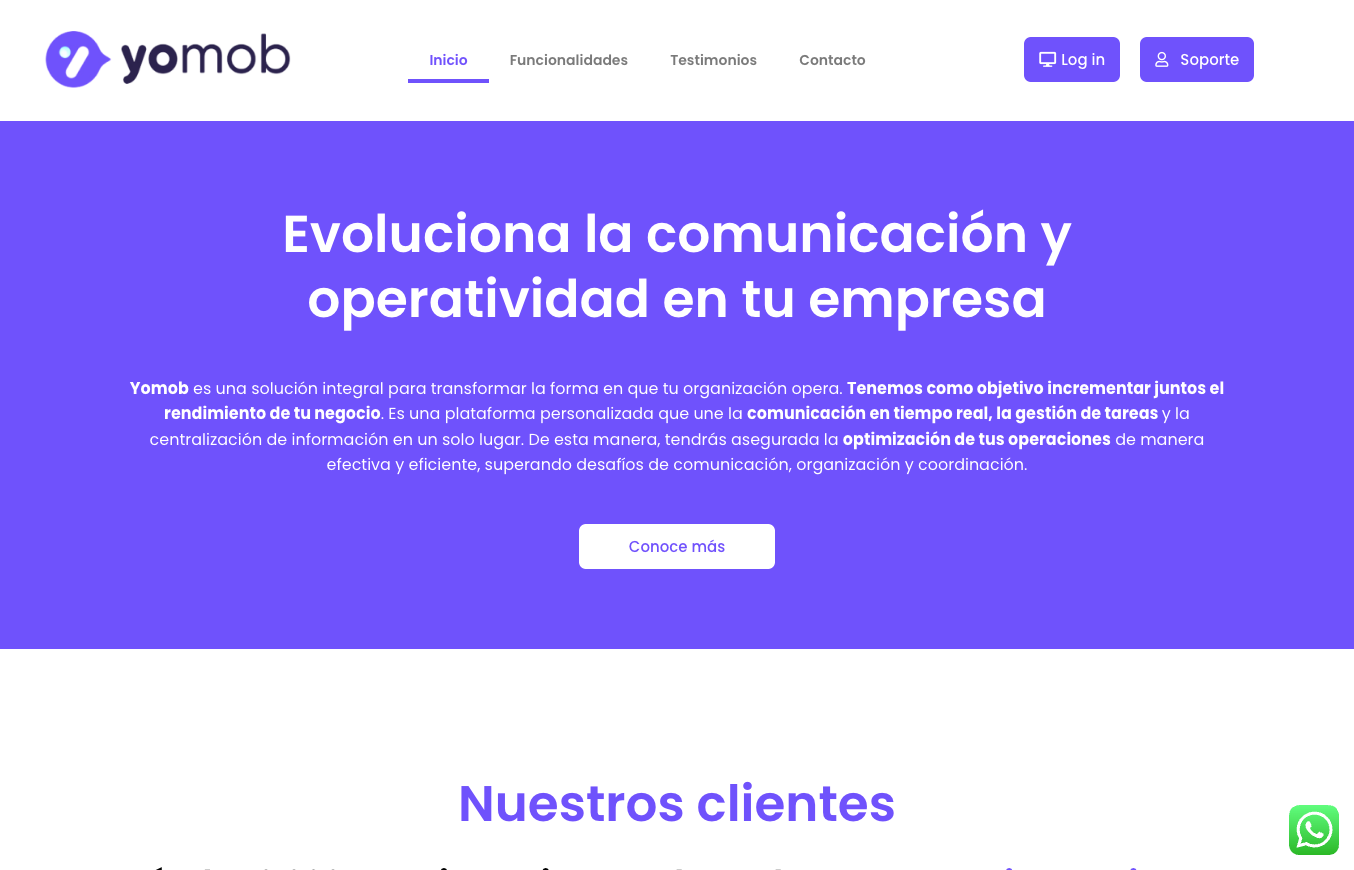 yomob
Inicio
Funcionalidades
Testimonios
Contacto
Log in
Soporte
Evoluciona la comunicación y
operatividad en tu empresa
Yomob es una solución integral para transformar la forma en que tu organización opera. Tenemos como objetivo incrementar juntos el
rendimiento de tu negocio. Es una plataforma personalizada que une la comunicación en tiempo real, la gestión de tareas y la
centralización de información en un solo lugar. De esta manera, tendrás asegurada la optimización de tus operaciones de manera
efectiva y eficiente, superando desafíos de comunicación, organización y coordinación.
Conoce más
Nuestros clientes